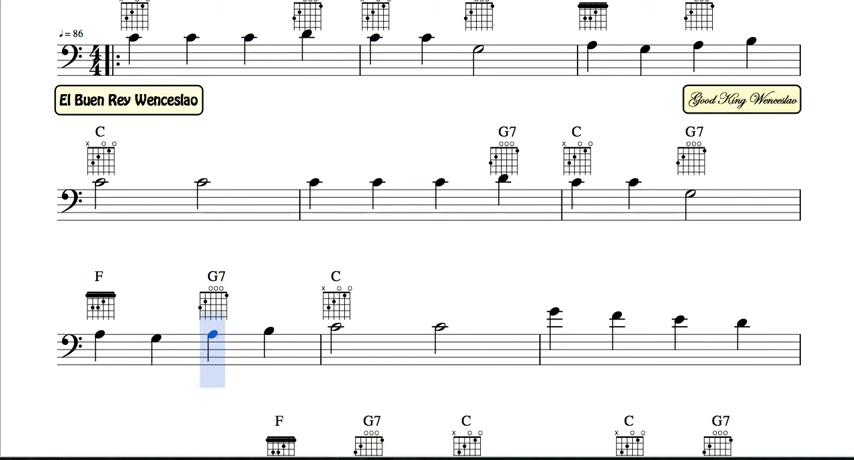 ♩= 86
El Buen Rey Wenceslao
Good King Wenceslao
C G7 C G7
F G7 C
F G7 C C G7